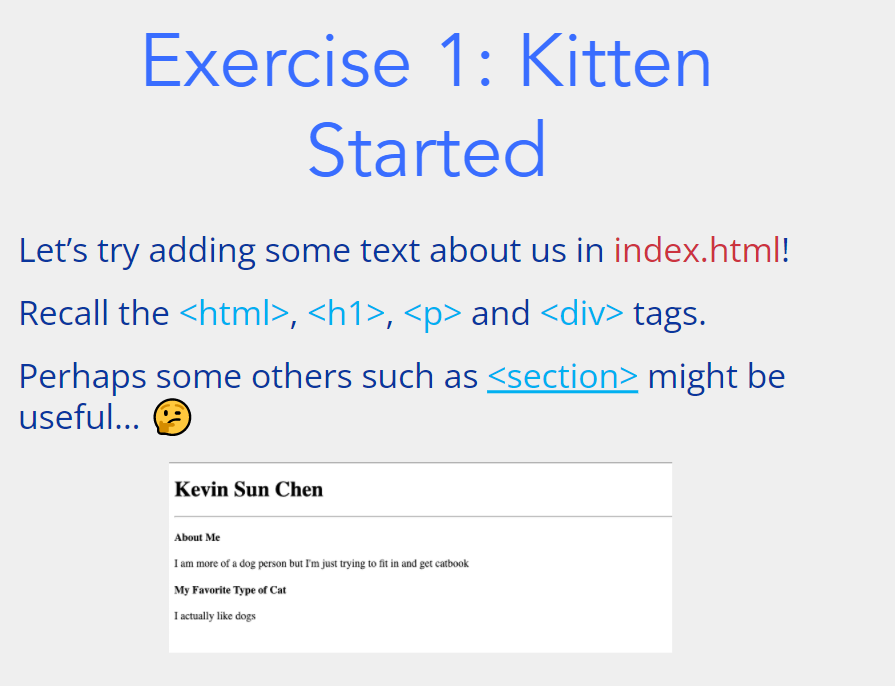 Exercise 1: Kitten
Started
Let’s try adding some text about us in index.html!
Recall the <html>, <h1>, <p> and <div> tags.
Perhaps some others such as <section> might be
useful... 🤔
Kevin Sun Chen
About Me
I am more of a dog person but I'm just trying to fit in and get catbook
My Favorite Type of Cat
I actually like dogs